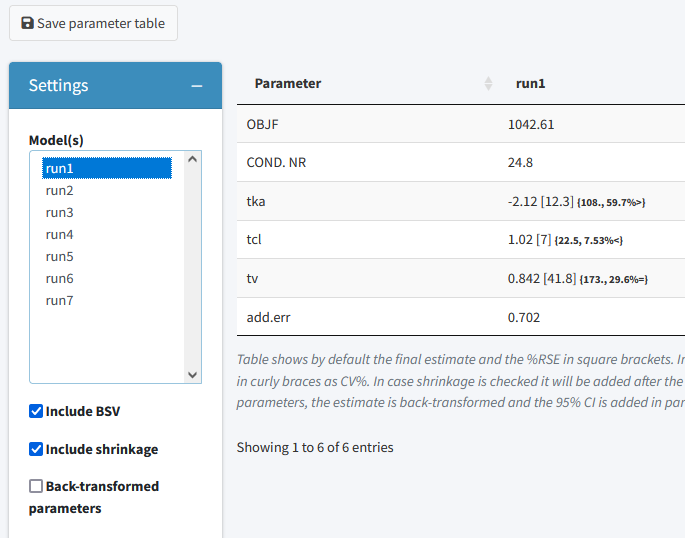 Save parameter table
Settings
Model(s)
run1
run2
run3
run4
run5
run6
run7
Include BSV
Include shrinkage
Back-transformed
parameters
Parameter run1
OBJF 1042.61
COND. NR 24.8
tka -2.12 [12.3] {108., 59.7%>}
tcl 1.02 [7] {22.5, 7.53%<}
tv 0.842 [41.8] {173., 29.6%=}
add.err 0.702
Table shows by default the final estimate and the %RSE in square brackets. I
in curly braces as CV%. In case shrinkage is checked it will be added after the
parameters, the estimate is back-transformed and the 95% CI is added in
Showing 1 to 6 of 6 entries